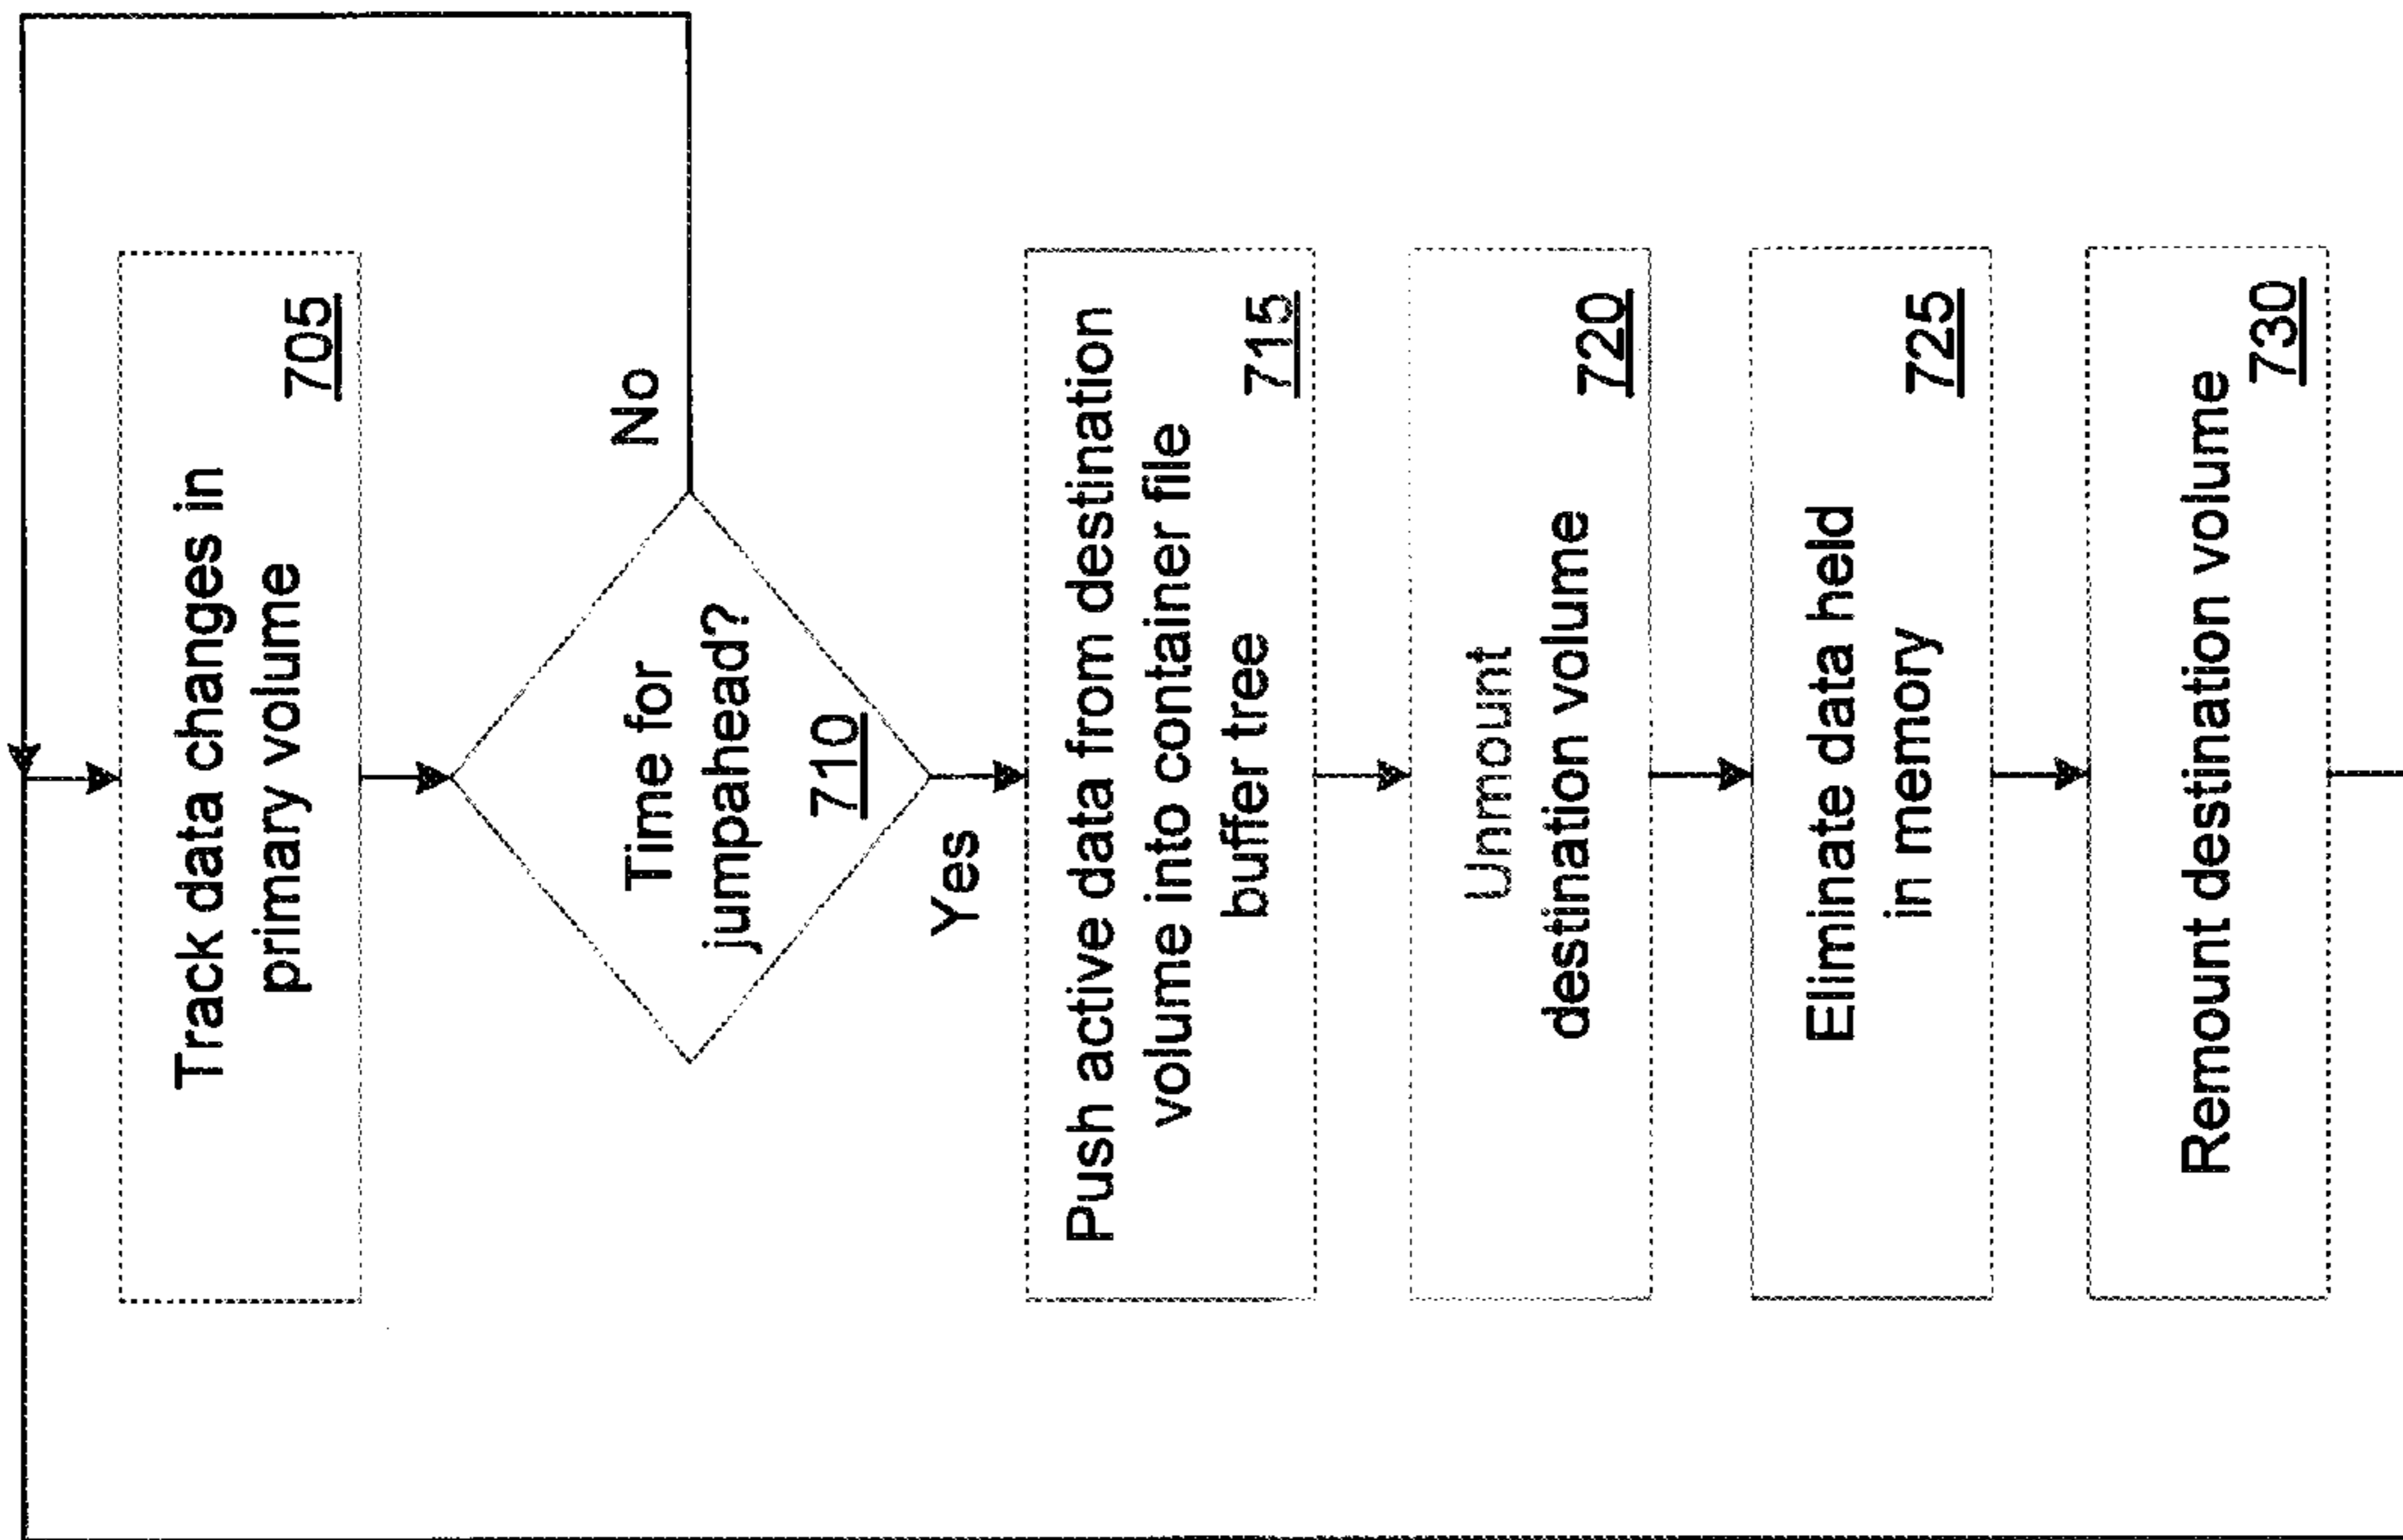 Track data changes in
primary volume
705
Time for
jumpahead?
710
No
Yes
Push active data from destination
volume into container file
buffer tree
715
Unmount
destination volume
720
Eliminate data held
in memory
725
Remount destination volume
730